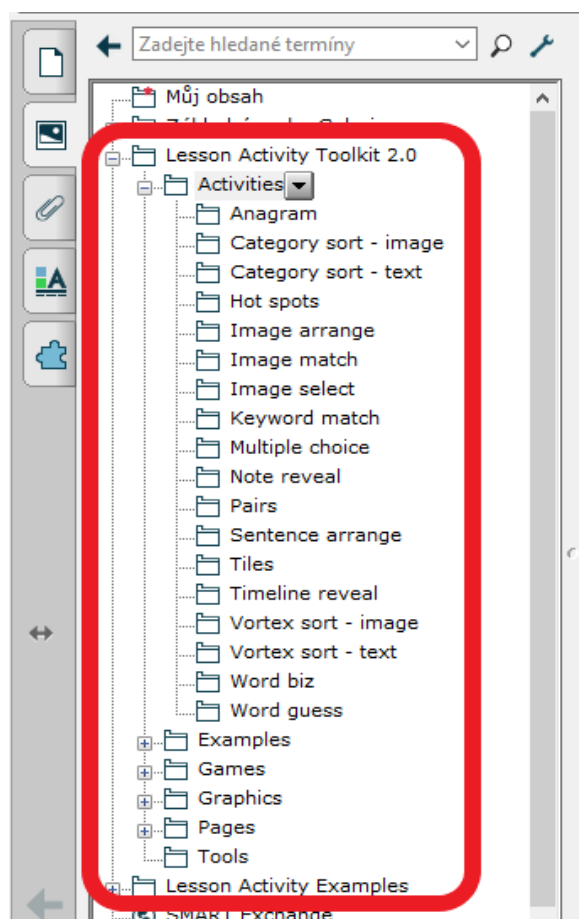 Zadejte hledané termíny
Můj obsah
Lesson Activity Toolkit 2.0
Activities
Anagram
Category sort - image
Category sort - text
Hot spots
Image arrange
Image match
Image select
Keyword match
Multiple choice
Note reveal
Pairs
Sentence arrange
Tiles
Timeline reveal
Vortex sort - image
Vortex sort - text
Word biz
Word guess
Examples
Games
Graphics
Pages
Tools
Lesson Activity Examples
SMART Exchange